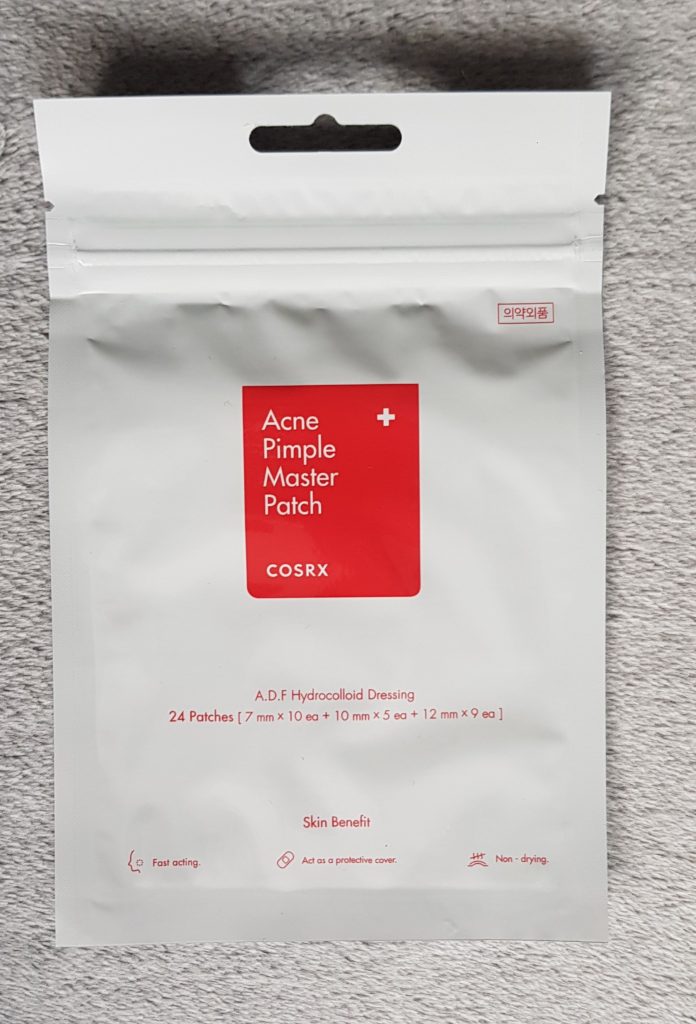 의약외품
Acne
Pimple
Master
Patch
COSRX
A.D.F Hydrocolloid Dressing
24 Patches [ 7 mm × 10 ea + 10 mm × 5 ea + 12 mm × 9 ea ]
Skin Benefit
Fast acting.
Act as a protective cover.
Non - drying.